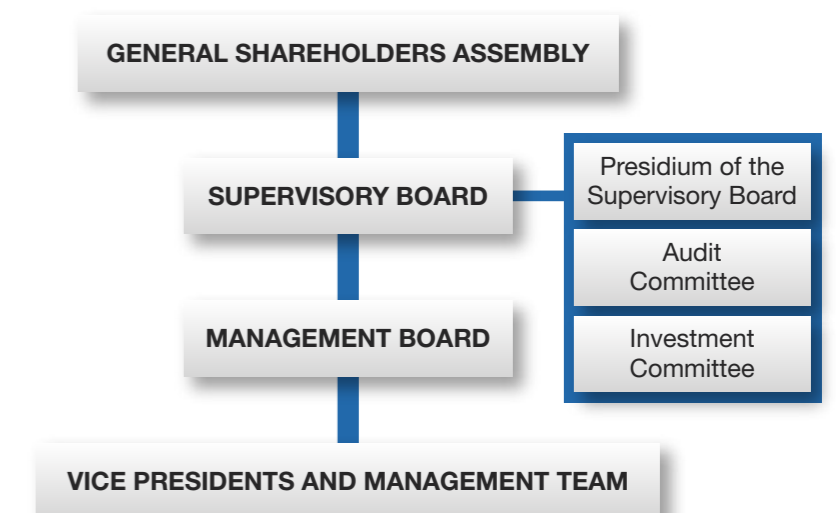 GENERAL SHAREHOLDERS ASSEMBLY
SUPERVISORY BOARD
Presidium of the
Supervisory Board
Audit
Committee
Investment
Committee
MANAGEMENT BOARD
VICE PRESIDENTS AND MANAGEMENT TEAM